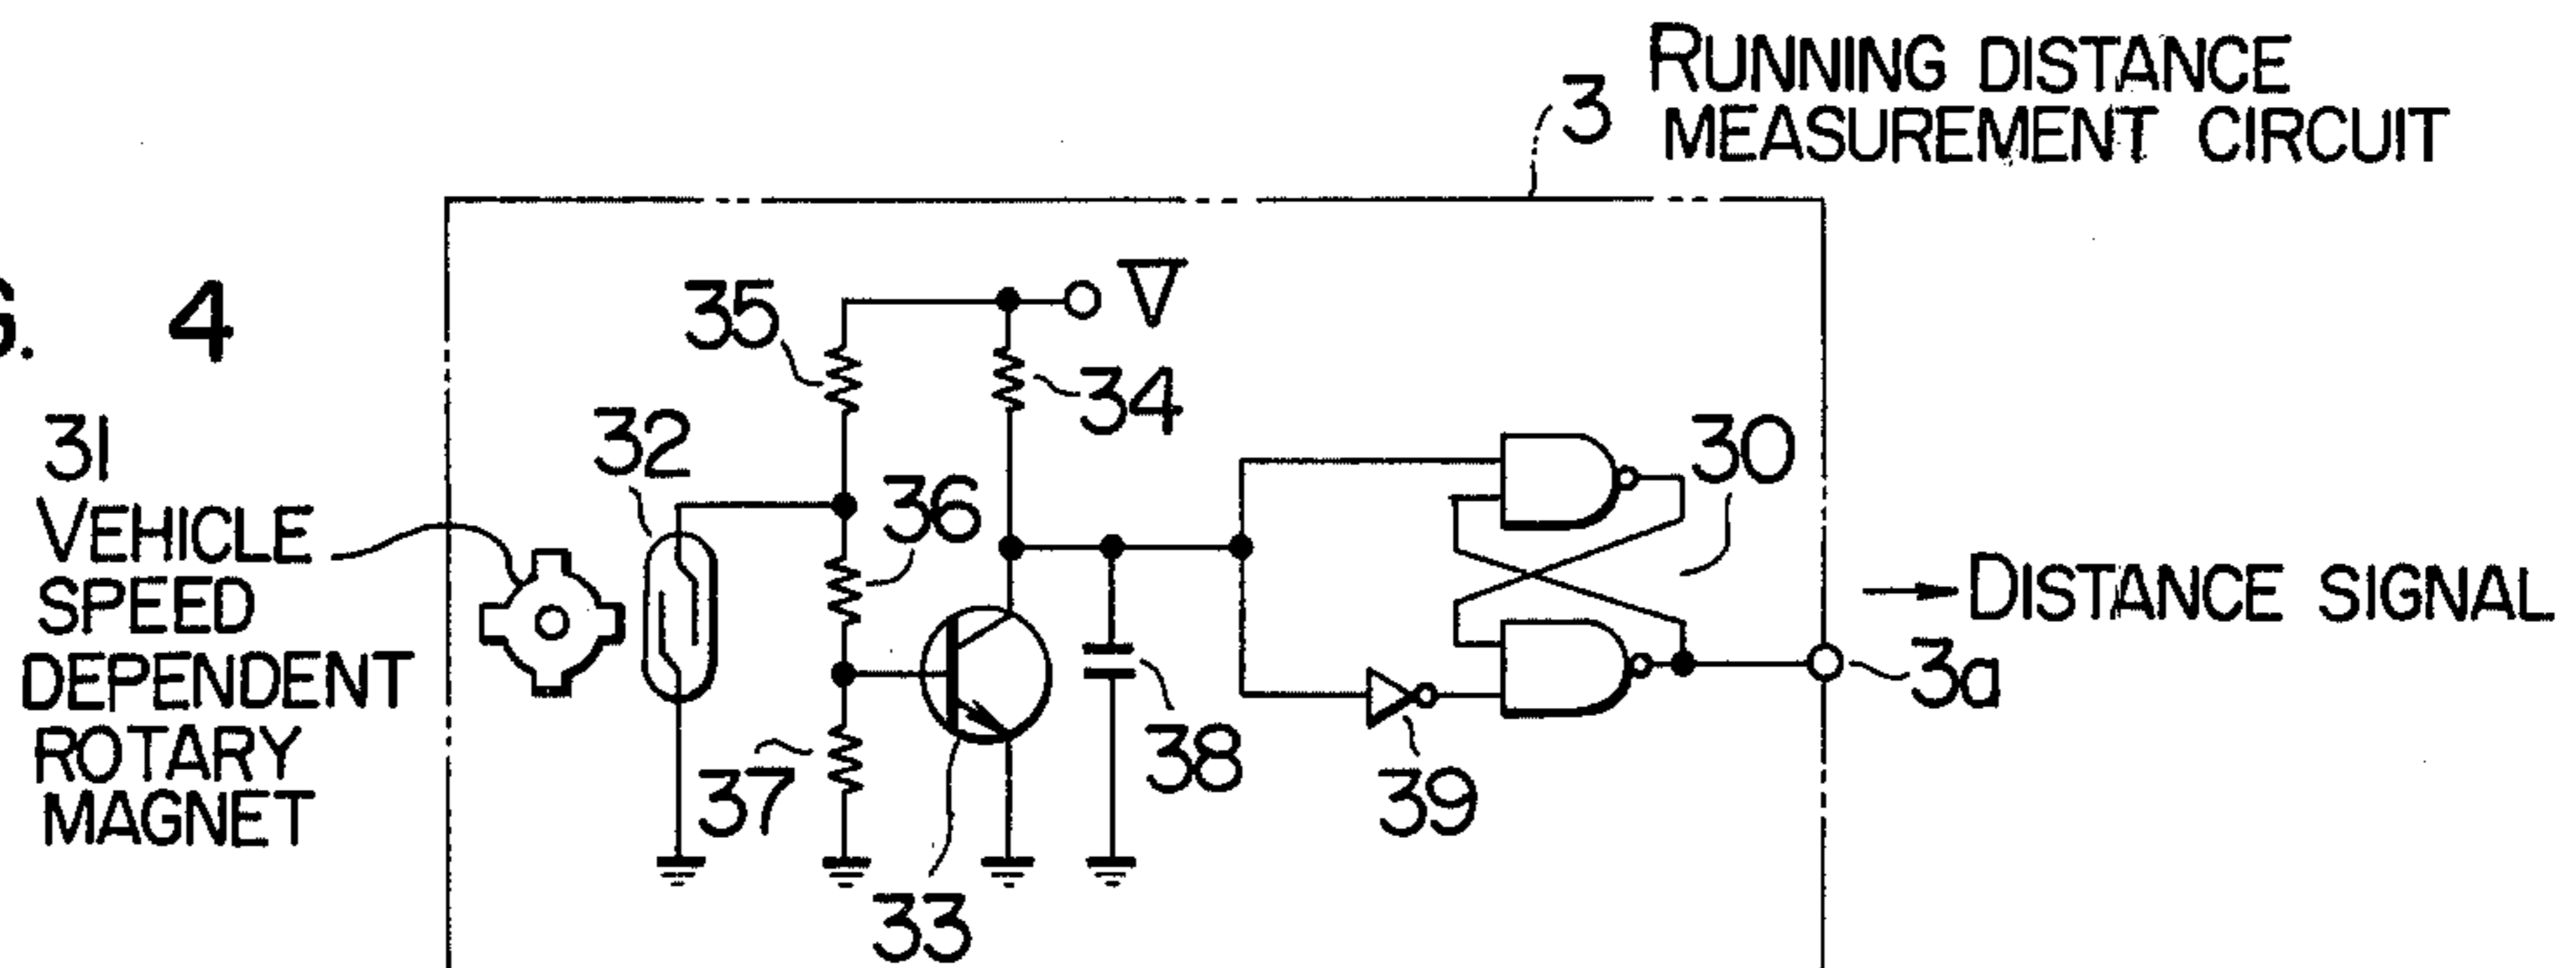 RUNNING DISTANCE
3 MEASUREMENT CIRCUIT
G. 4
V
35
34
31
32
36
30
VEHICLE
SPEED
DEPENDENT
ROTARY
MAGNET
DISTANCE SIGNAL
3a
37
38
39
33